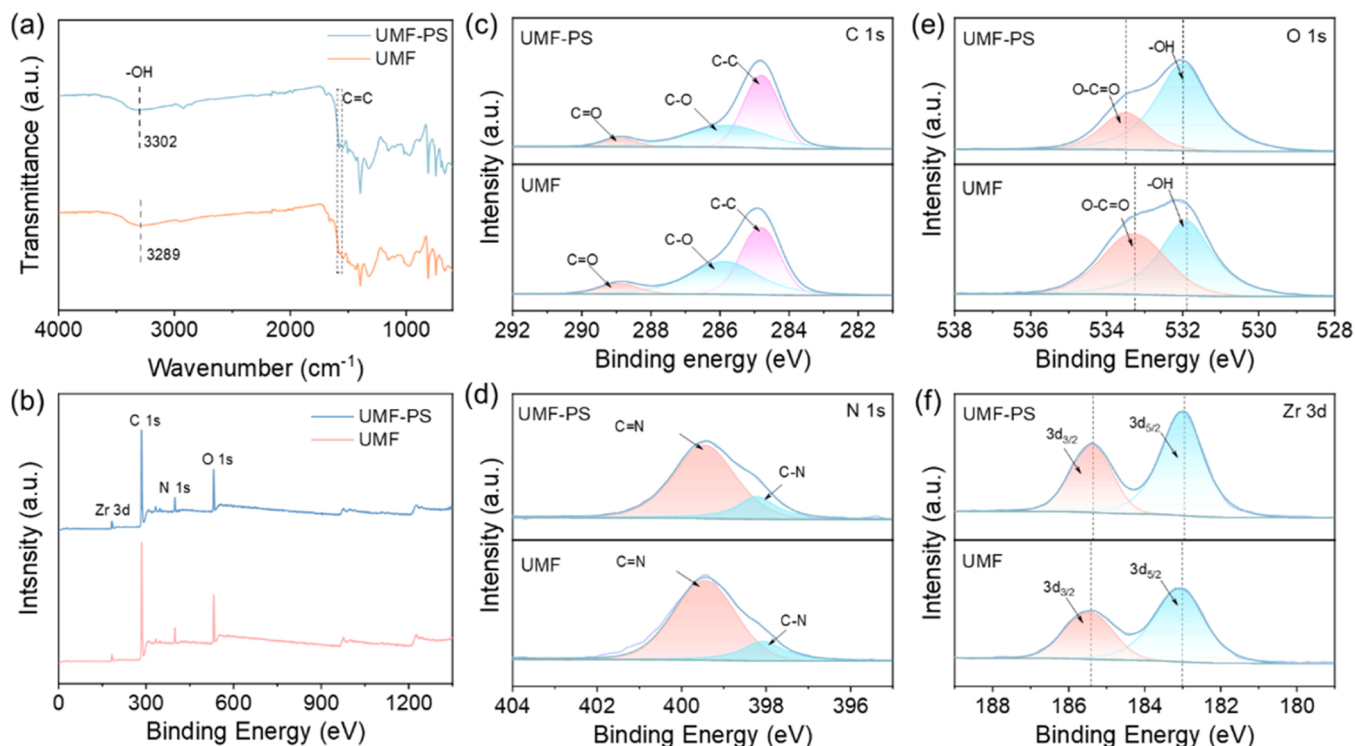 (a)
UMF-PS
UMF
-OH
C=C
3302
3289
Transmittance (a.u.)
4000 3000 2000 1000
Wavenumber (cm⁻¹)
(b)
UMF-PS
UMF
C 1s
O 1s
N 1s
Zr 3d
Intsnsity (a.u.)
0 300 600 900 1200
Binding Energy (eV)
(c)
UMF-PS
C 1s
C-C
C-O
C=O
UMF
C-C
C-O
C=O
Intensity (a.u.)
292 290 288 286 284 282
Binding energy (eV)
(d)
UMF-PS
N 1s
C=N
C-N
UMF
C=N
C-N
Intensity (a.u.)
404 402 400 398 396
Binding Energy (eV)
(e)
UMF-PS
O 1s
-OH
O-C=O
UMF
-OH
O-C=O
Intensity (a.u.)
538 536 534 532 530 528
Binding Energy (eV)
(f)
UMF-PS
Zr 3d
3d₅/₂
3d₃/₂
UMF
3d₅/₂
3d₃/₂
Intensity (a.u.)
188 186 184 182 180
Binding Energy (eV)